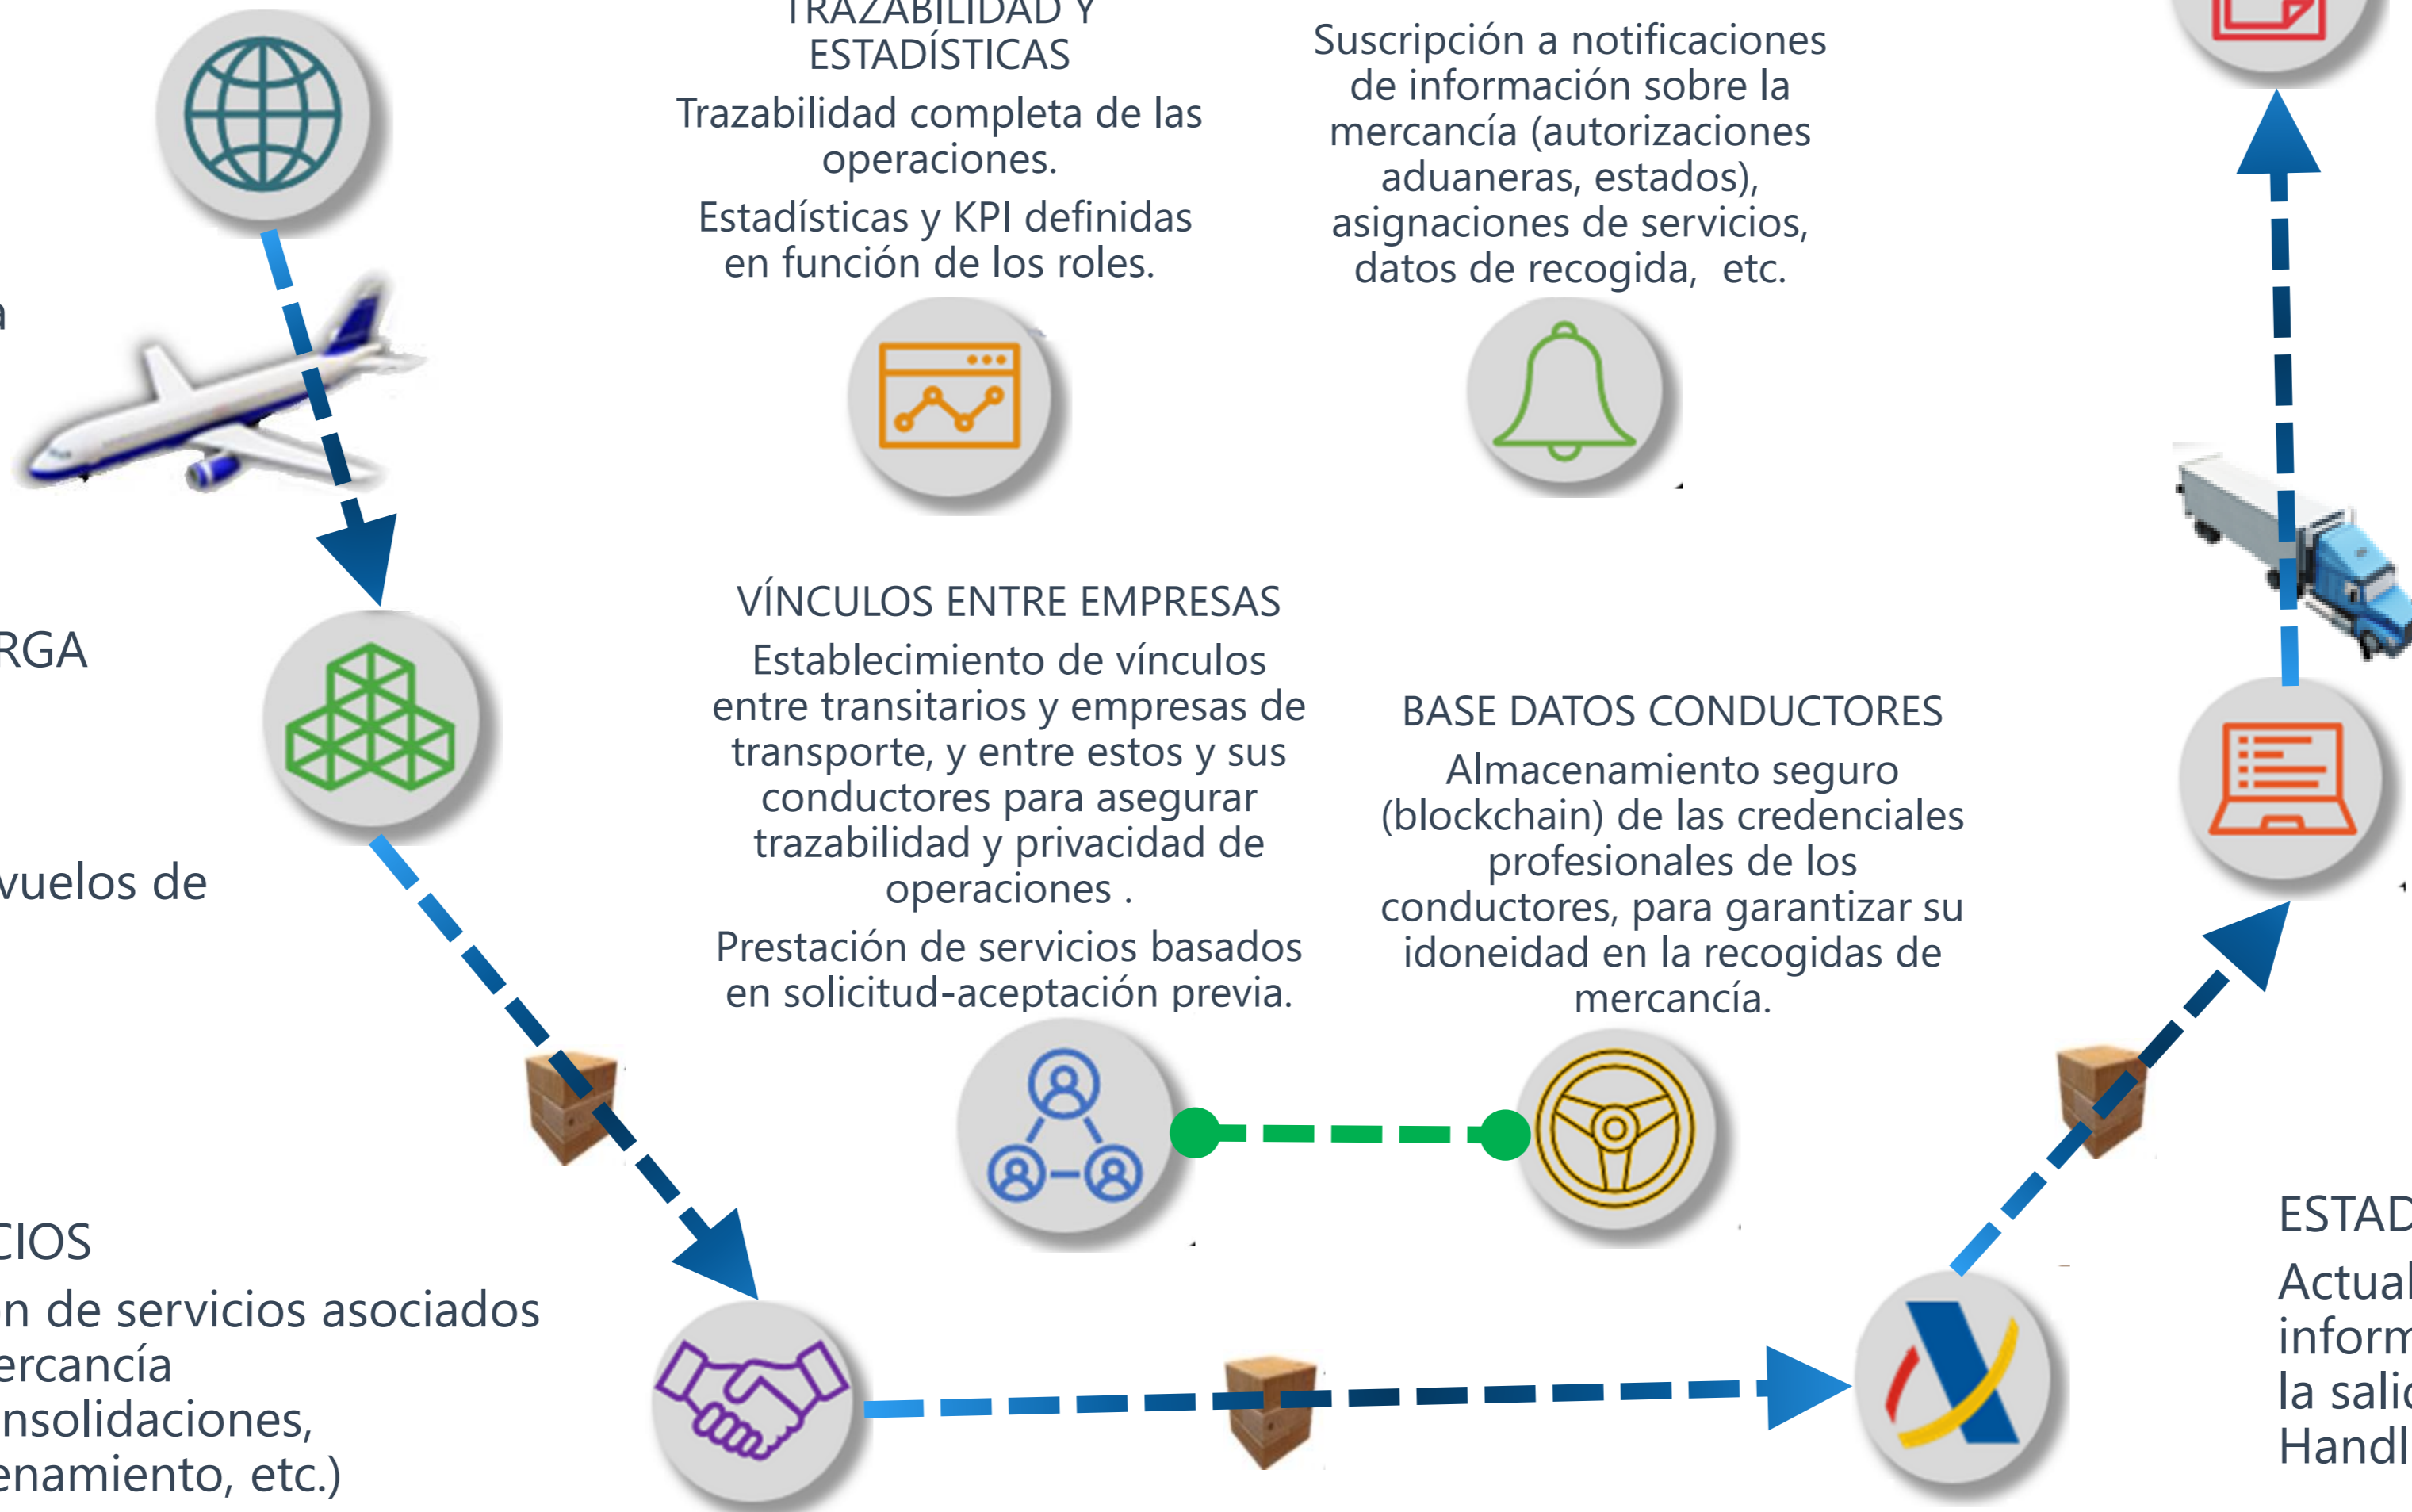 TRAZABILIDAD Y
ESTADÍSTICAS
Trazabilidad completa de las
operaciones.
Estadísticas y KPI definidas
en función de los roles.
Suscripción a notificaciones
de información sobre la
mercancía (autorizaciones
aduaneras, estados),
asignaciones de servicios,
datos de recogida, etc.
VÍNCULOS ENTRE EMPRESAS
Establecimiento de vínculos
entre transitarios y empresas de
transporte, y entre estos y sus
conductores para asegurar
trazabilidad y privacidad de
operaciones .
Prestación de servicios basados
en solicitud-aceptación previa.
BASE DATOS CONDUCTORES
Almacenamiento seguro
(blockchain) de las credenciales
profesionales de los
conductores, para garantizar su
idoneidad en la recogidas de
mercancía.
RGA
vuelos de
CIOS
n de servicios asociados
ercancía
nsolidaciones,
enamiento, etc.)
ESTAD
Actual
inform
la salid
Handl